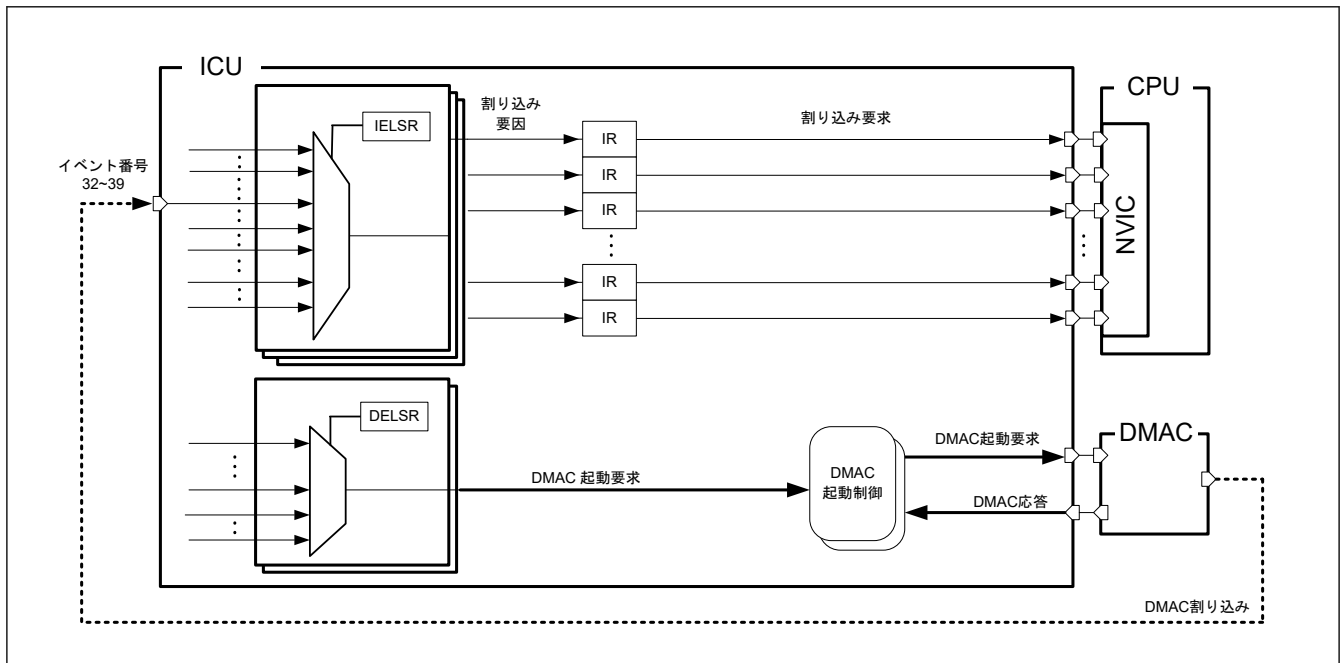 ICU
CPU
IELSR
割り込み
要因
IR
割り込み要求
IR
IR
IR
IR
NVIC
イベント番号
32~39
DELSR
DMAC 起動要求
DMAC
起動制御
DMAC起動要求
DMAC応答
DMAC
DMAC割り込み